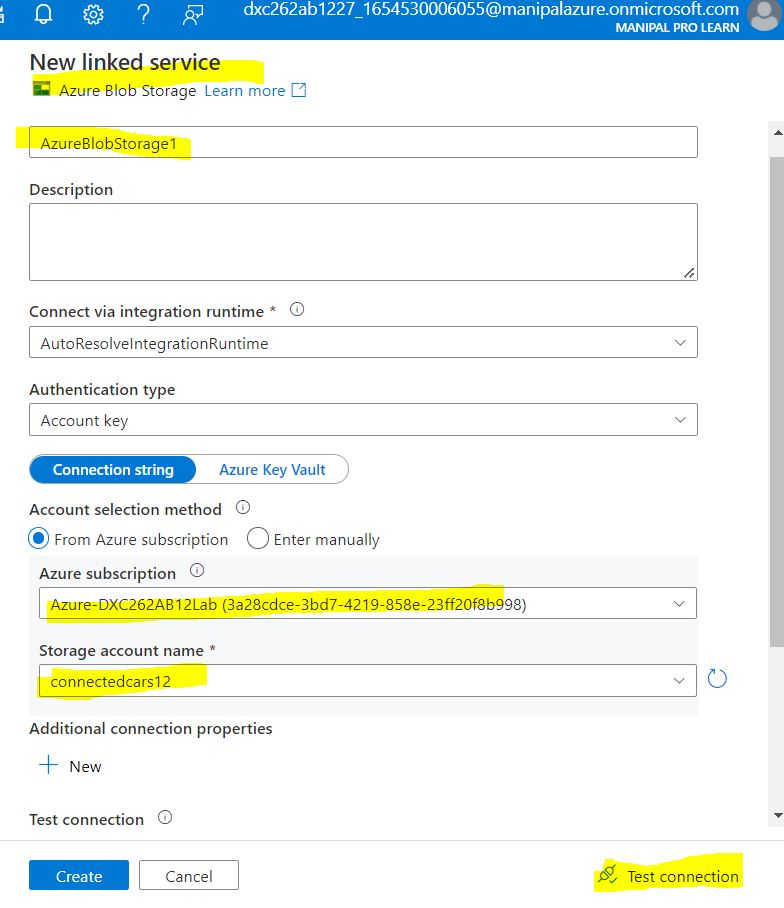 dxc262ab1227_1654530006055@manipalazure.onmicrosoft.com
MANIPAL PRO LEARN
New linked service
Azure Blob Storage Learn more
AzureBlobStorage1
Description
Connect via integration runtime *
AutoResolveIntegrationRuntime
Authentication type
Account key
Connection string Azure Key Vault
Account selection method
From Azure subscription Enter manually
Azure subscription
Azure-DXC262AB12Lab (3a28cdce-3bd7-4219-858e-23ff20f8b998)
Storage account name *
connectedcars12
Additional connection properties
New
Test connection
Create Cancel Test connection